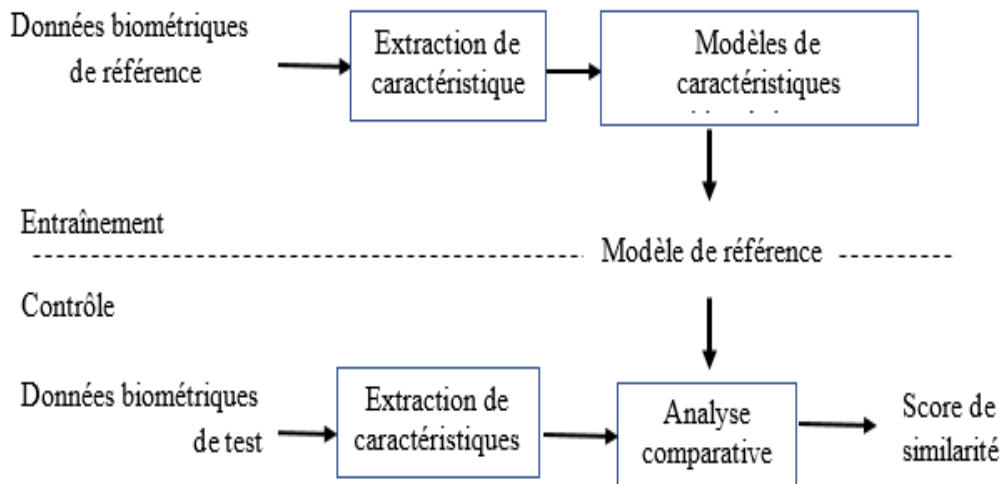 Données biométriques
de référence
Extraction de
caractéristique
Modèles de
caractéristiques
Entraînement
Modèle de référence
Contrôle
Données biométriques
de test
Extraction de
caractéristiques
Analyse
comparative
Score de
similarité